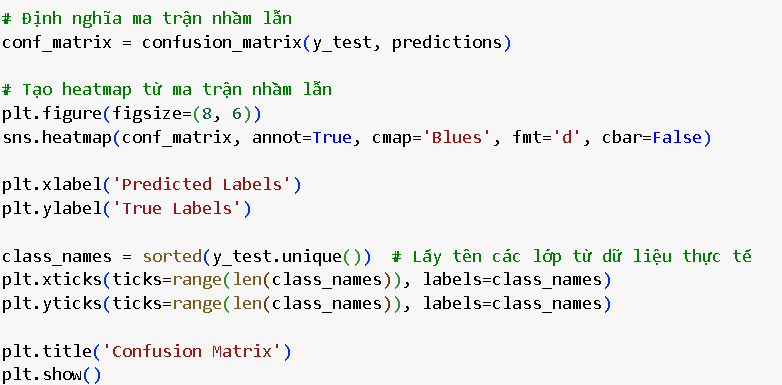 # Định nghĩa ma trận nhầm lẫn
conf_matrix = confusion_matrix(y_test, predictions)
# Tạo heatmap từ ma trận nhầm lẫn
plt.figure(figsize=(8, 6))
sns.heatmap(conf_matrix, annot=True, cmap='Blues', fmt='d', cbar=False)
plt.xlabel('Predicted Labels')
plt.ylabel('True Labels')
class_names = sorted(y_test.unique())  # Lấy tên các lớp từ dữ liệu thực tế
plt.xticks(ticks=range(len(class_names)), labels=class_names)
plt.yticks(ticks=range(len(class_names)), labels=class_names)
plt.title('Confusion Matrix')
plt.show()